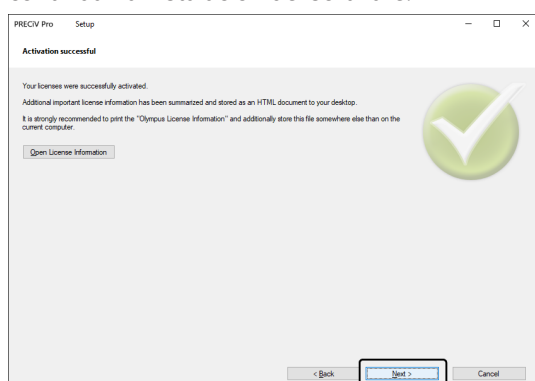 PRECiV Pro Setup
Activation successful
Your licenses were successfully activated.
Additional important license information has been summarized and stored as an HTML document to your desktop.
It is strongly recommended to print the "Olympus License Information" and additionally store this file somewhere else than on the
current computer.
Open License Information
< Back Next > Cancel